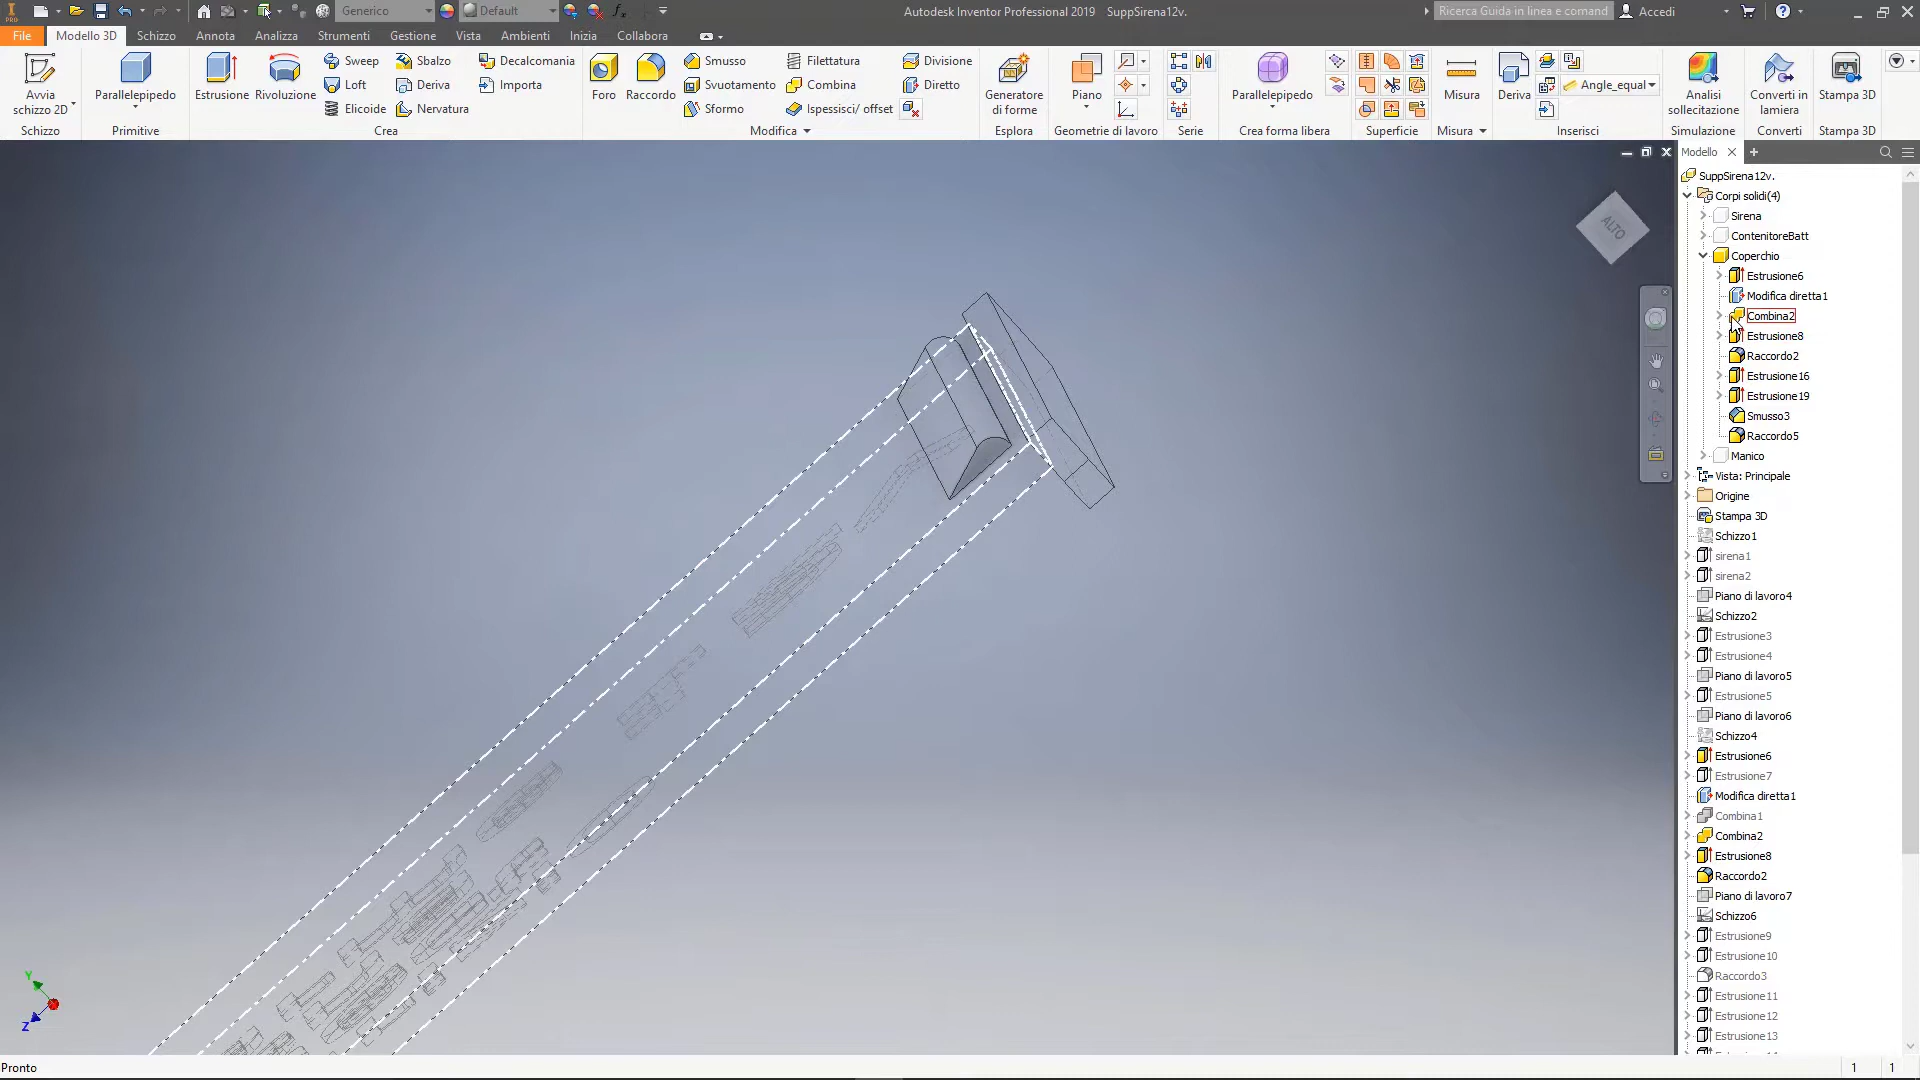 Generico
Default
Autodesk Inventor Professional 2019 SuppSirena12v.
Ricerca Guida in linea e comand
Accedi
PRO
File
Modello 3D
Schizzo
Annota
Analizza
Strumenti
Gestione
Vista
Ambienti
Inizia
Collabora
Avvia
schizzo 2D
Schizzo
Parallelepipedo
Primitive
Estrusione
Rivoluzione
Sweep
Loft
Elicoide
Sbalzo
Deriva
Nervatura
Decalcomania
Importa
Crea
Foro
Raccordo
Smusso
Svuotamento
Sformo
Filettatura
Combina
Ispessisci/ offset
Divisione
Diretto
Modifica
Generatore
di forme
Esplora
Piano
Geometrie di lavoro
Serie
Parallelepipedo
Crea forma libera
Superficie
Misura
Misura
Deriva
Angle_equal
Inserisci
Analisi
sollecitazione
Simulazione
Converti in
lamiera
Converti
Stampa 3D
Stampa 3D
ALTO
Modello
SuppSirena12v.
Corpi solidi(4)
Sirena
ContenitoreBatt
Coperchio
Estrusione6
Modifica diretta1
Combina2
Estrusione8
Raccordo2
Estrusione16
Estrusione19
Smusso3
Raccordo5
Manico
Vista: Principale
Origine
Stampa 3D
Schizzo1
sirena1
sirena2
Piano di lavoro4
Schizzo2
Estrusione3
Estrusione4
Piano di lavoro5
Estrusione5
Piano di lavoro6
Schizzo4
Estrusione6
Estrusione7
Modifica diretta1
Combina1
Combina2
Estrusione8
Raccordo2
Piano di lavoro7
Schizzo6
Estrusione9
Estrusione10
Raccordo3
Estrusione11
Estrusione12
Estrusione13
Y
Z
Pronto
1 1